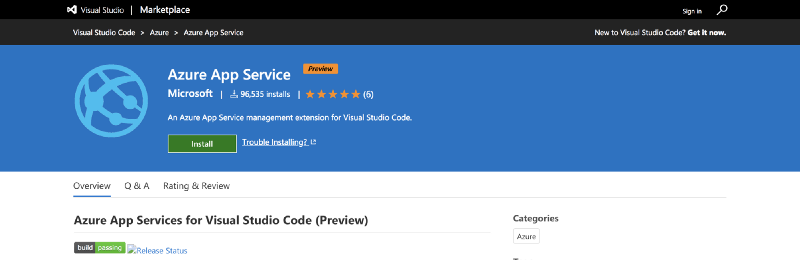 Visual Studio | Marketplace Sign in
Visual Studio Code > Azure > Azure App Service New to Visual Studio Code? Get it now.
Azure App Service Preview
Microsoft | 96,535 installs | (6)
An Azure App Service management extension for Visual Studio Code.
Install Trouble Installing?
Overview Q & A Rating & Review
Azure App Services for Visual Studio Code (Preview)
Categories
Azure
build passing Release Status